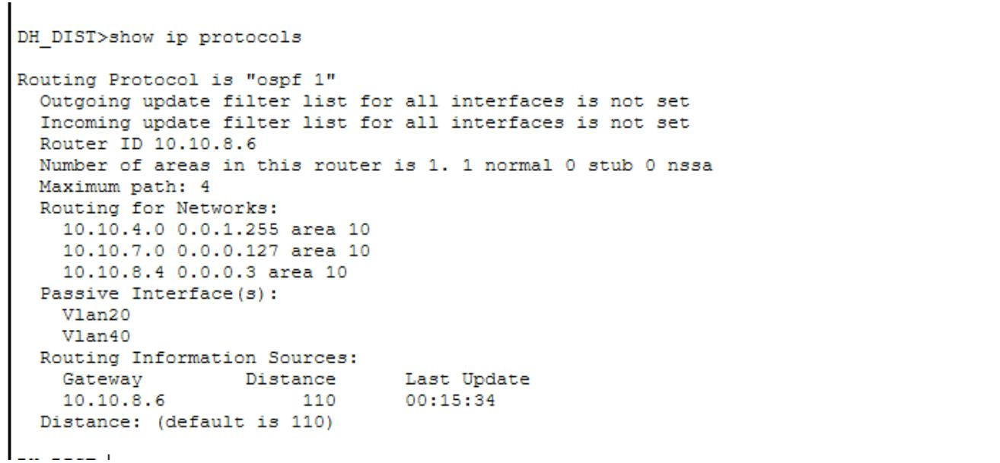 DH_DIST>show ip protocols
Routing Protocol is "ospf 1"
Outgoing update filter list for all interfaces is not set
Incoming update filter list for all interfaces is not set
Router ID 10.10.8.6
Number of areas in this router is 1. 1 normal 0 stub 0 nssa
Maximum path: 4
Routing for Networks:
10.10.4.0 0.0.1.255 area 10
10.10.7.0 0.0.0.127 area 10
10.10.8.4 0.0.0.3 area 10
Passive Interface(s):
Vlan20
Vlan40
Routing Information Sources:
Gateway Distance Last Update
10.10.8.6 110 00:15:34
Distance: (default is 110)